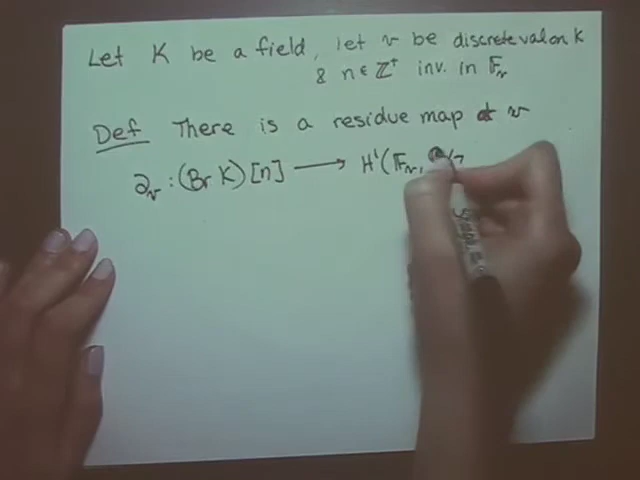 Let K be a field, let v be discrete val on K
& n ∈ ℤ⁺ inv. in 𝔽ᵥ
Def There is a residue map at v
∂ᵥ : (Br K)[n] ⟶ H¹(𝔽ᵥ,